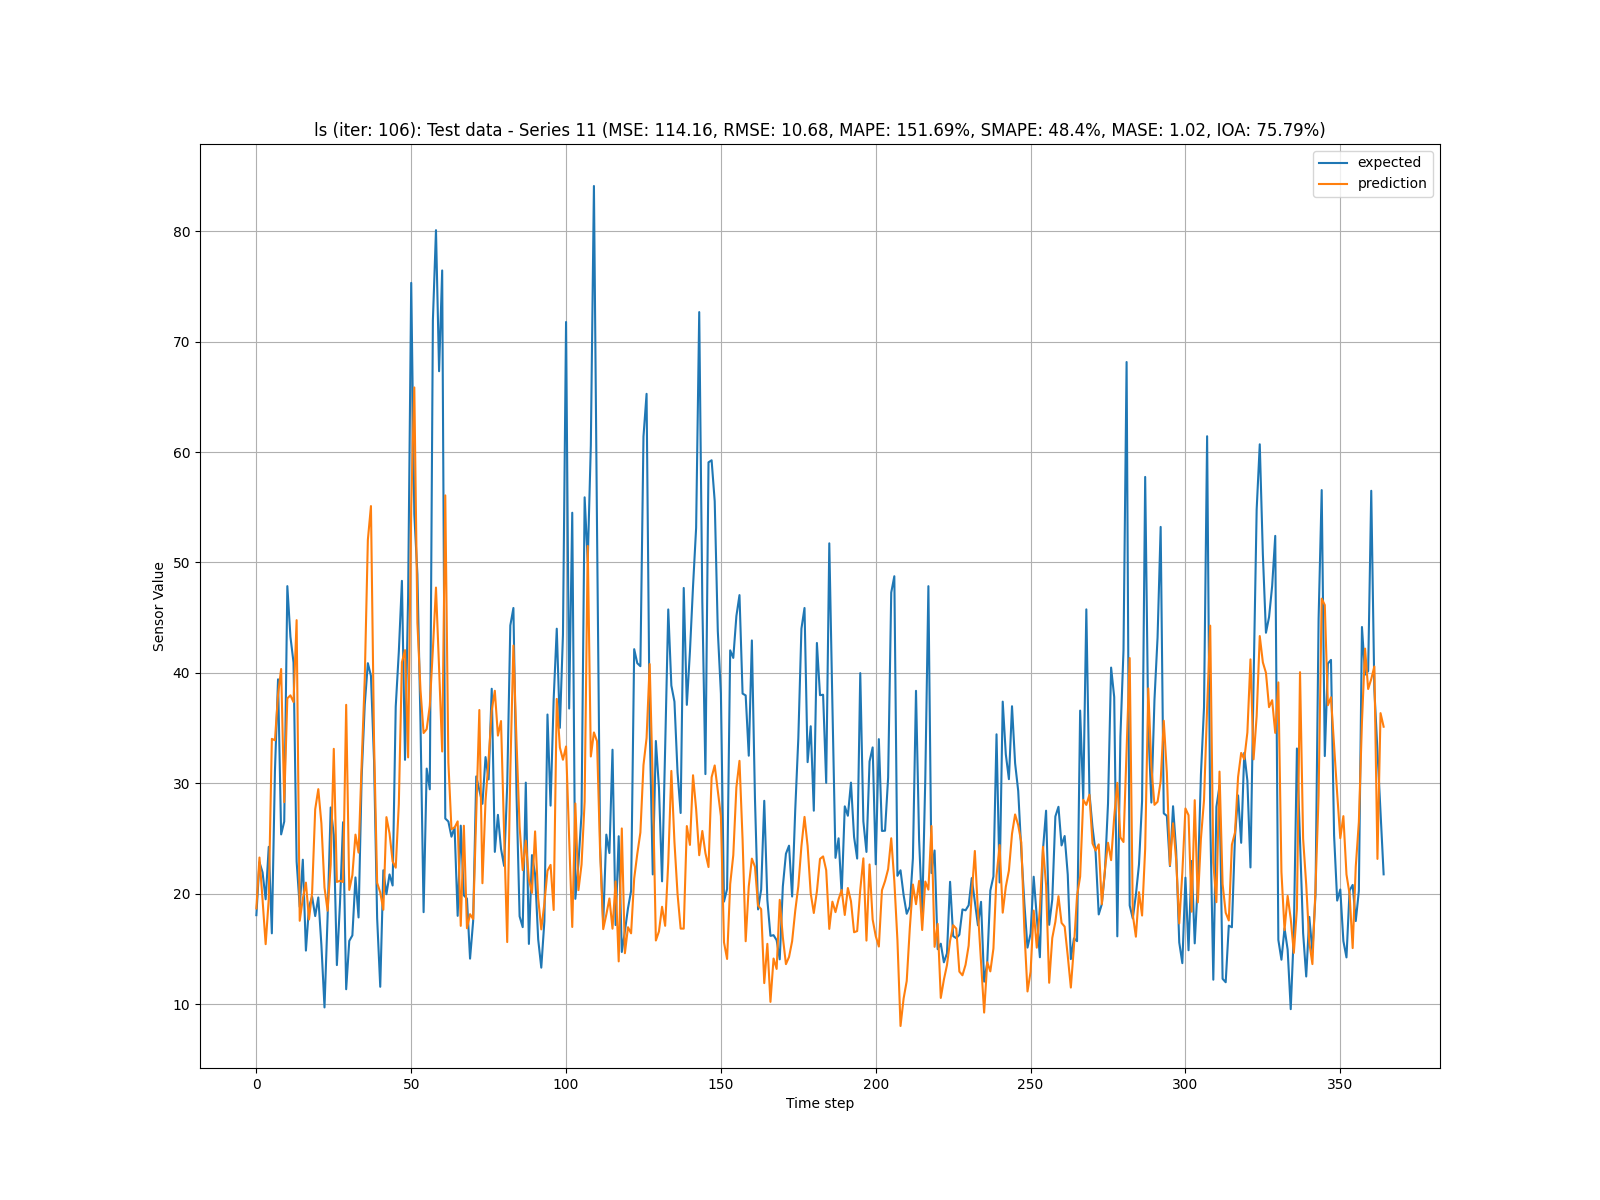 ls (iter: 106): Test data - Series 11 (MSE: 114.16, RMSE: 10.68, MAPE: 151.69%, SMAPE: 48.4%, MASE: 1.02, IOA: 75.79%)
expected
prediction
80
70
60
50
40
30
20
10
Sensor Value
0 50 100 150 200 250 300 350
Time step